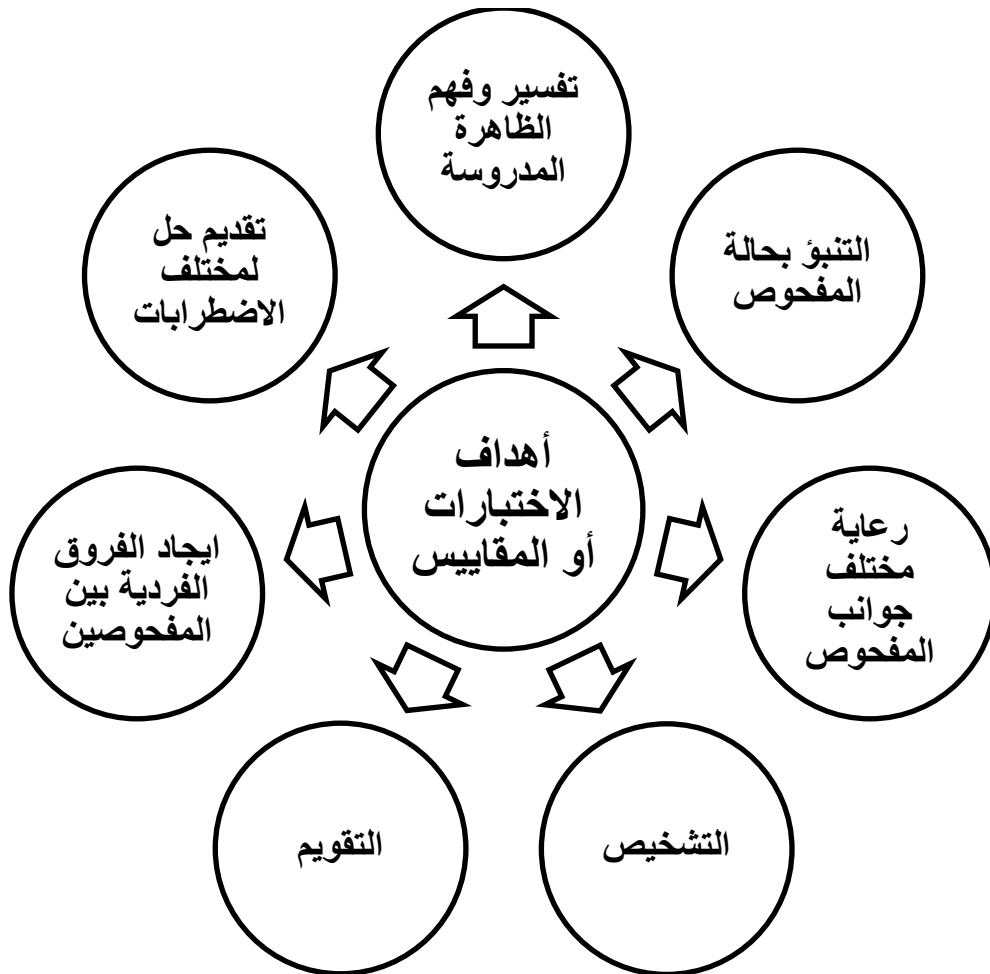 تفسير وفهم
الظاهرة
المدروسة
التنبؤ بحالة
المفحوص
رعاية
مختلف
جوانب
المفحوص
التشخيص
التقويم
ايجاد الفروق
الفردية بين
المفحوصين
تقديم حل
لمختلف
الاضطرابات
أهداف
الاختبارات
أو المقاييس